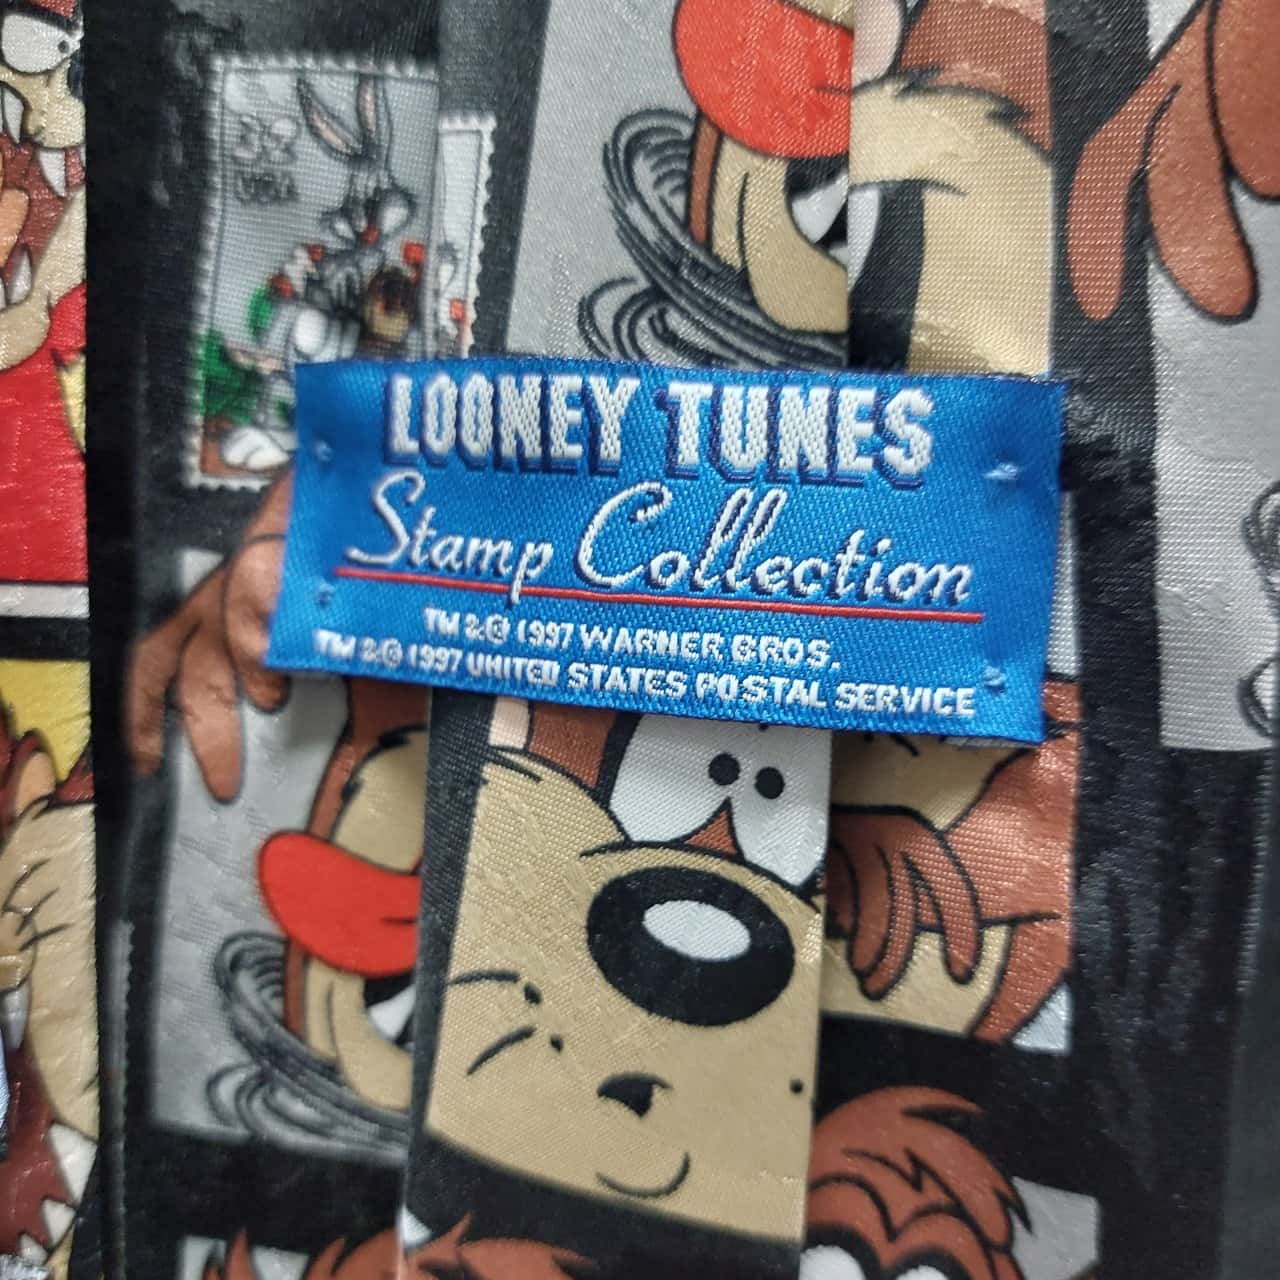 LOONEY TUNES
Stamp Collection
TM & © 1997 WARNER BROS.
TM & © 1997 UNITED STATES POSTAL SERVICE